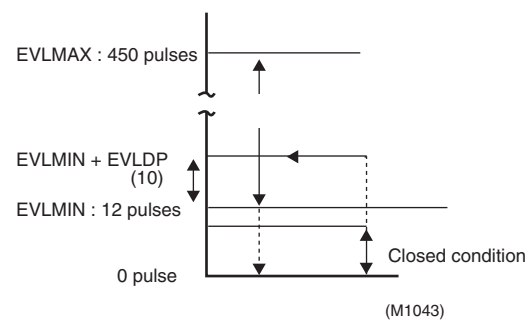 EVLMAX : 450 pulses
EVLMIN + EVLDP
(10)
EVLMIN : 12 pulses
Closed condition
0 pulse
(M1043)